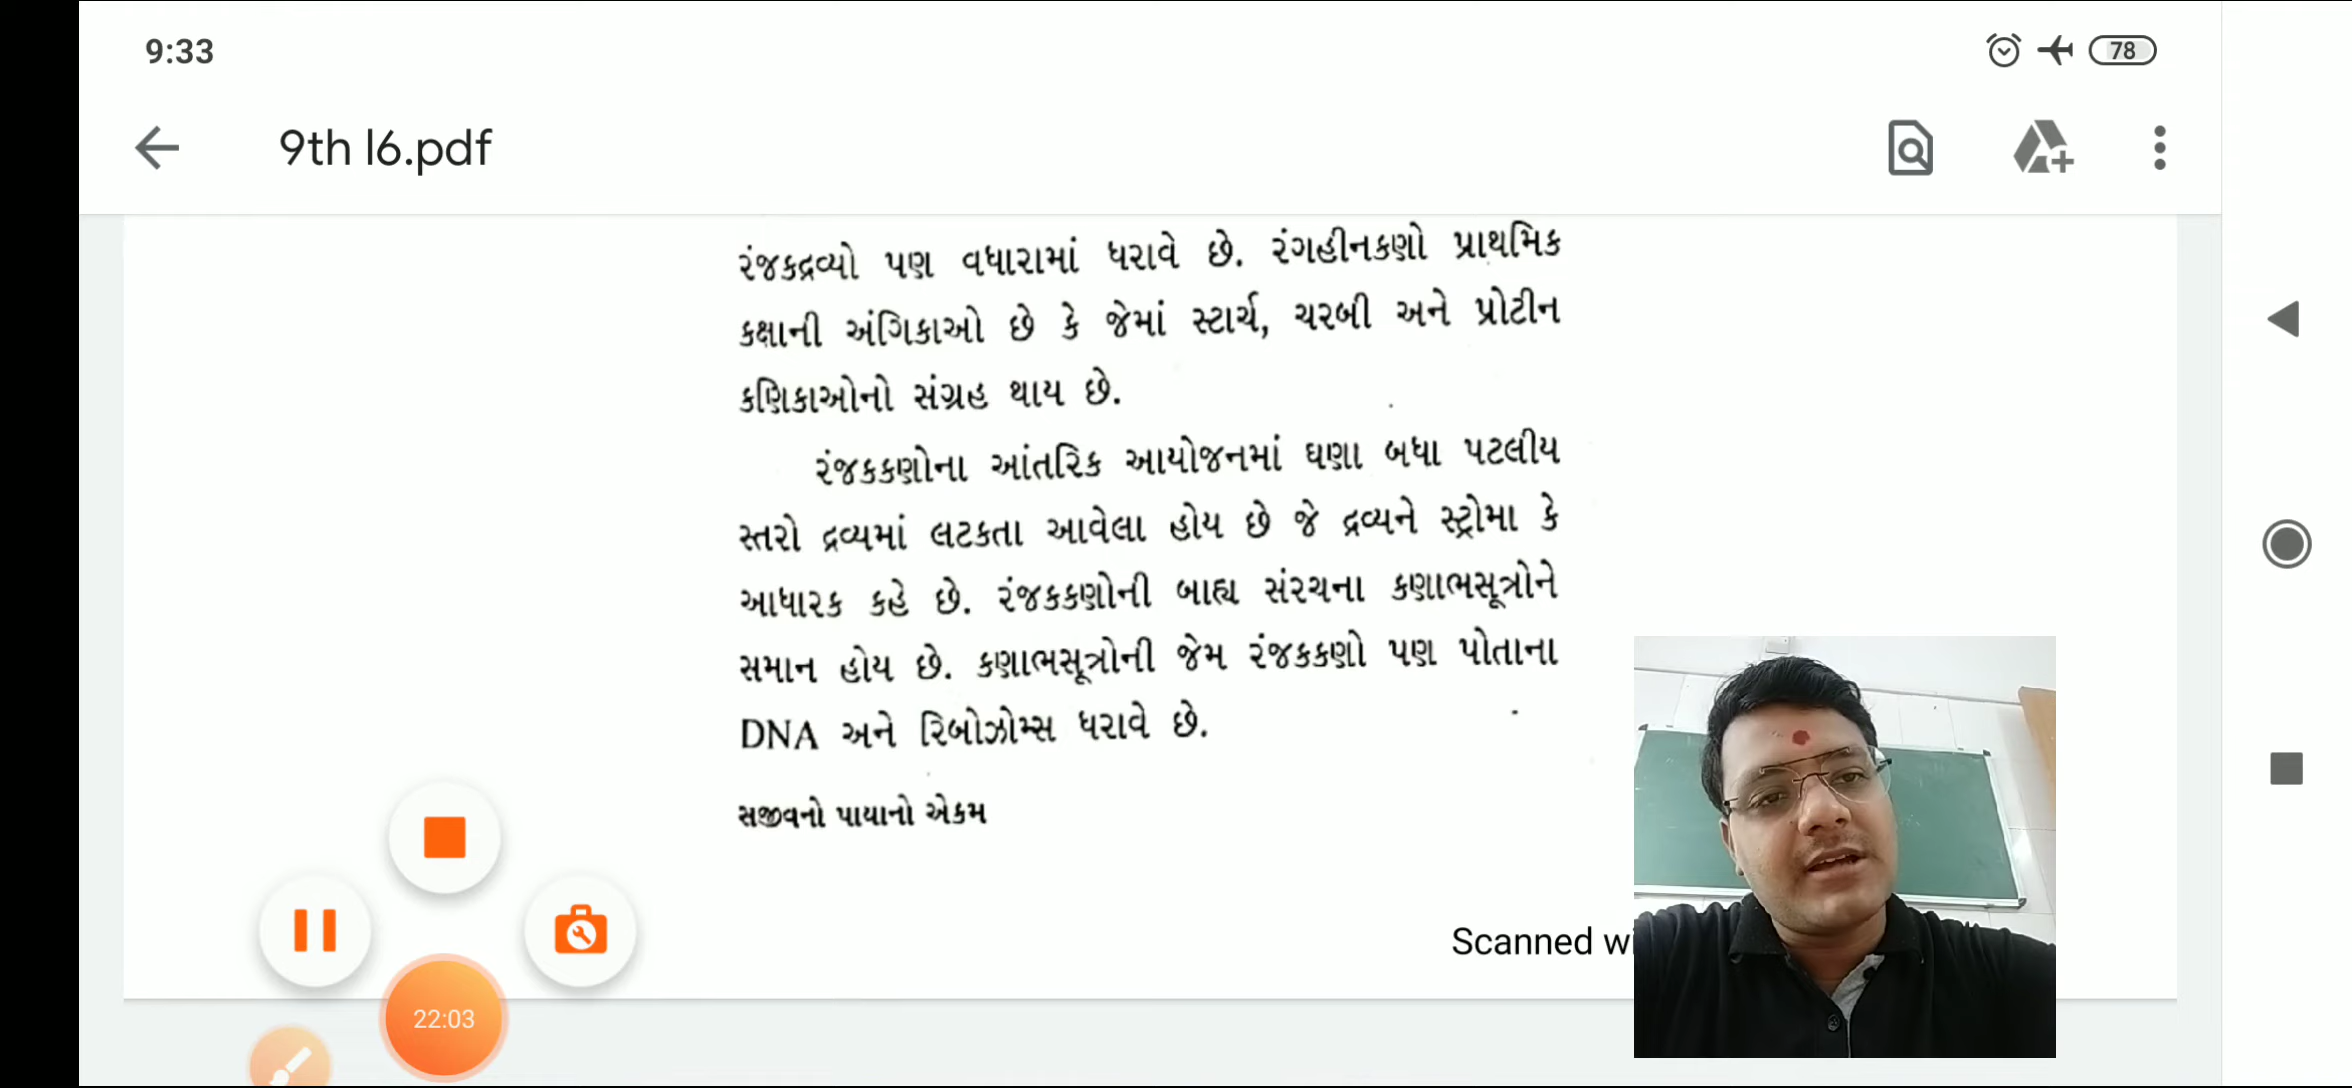 9:33
78
9th l6.pdf
રંજકદ્રવ્યો પણ વધારામાં ધરાવે છે. રંગહીનકણો પ્રાથમિક
કક્ષાની અંગિકાઓ છે કે જેમાં સ્ટાર્ચ, ચરબી અને પ્રોટીન
કણિકાઓનો સંગ્રહ થાય છે.
રંજકકણોના આંતરિક આયોજનમાં ઘણા બધા પટલીય
સ્તરો દ્રવ્યમાં લટકતા આવેલા હોય છે જે દ્રવ્યને સ્ટ્રોમા કે
આધારક કહે છે. રંજકકણોની બાહ્ય સંરચના કણાભસૂત્રોને
સમાન હોય છે. કણાભસૂત્રોની જેમ રંજકકણો પણ પોતાના
DNA અને રિબોઝોમ્સ ધરાવે છે.
સજીવનો પાયાનો એકમ
Scanned
22:03